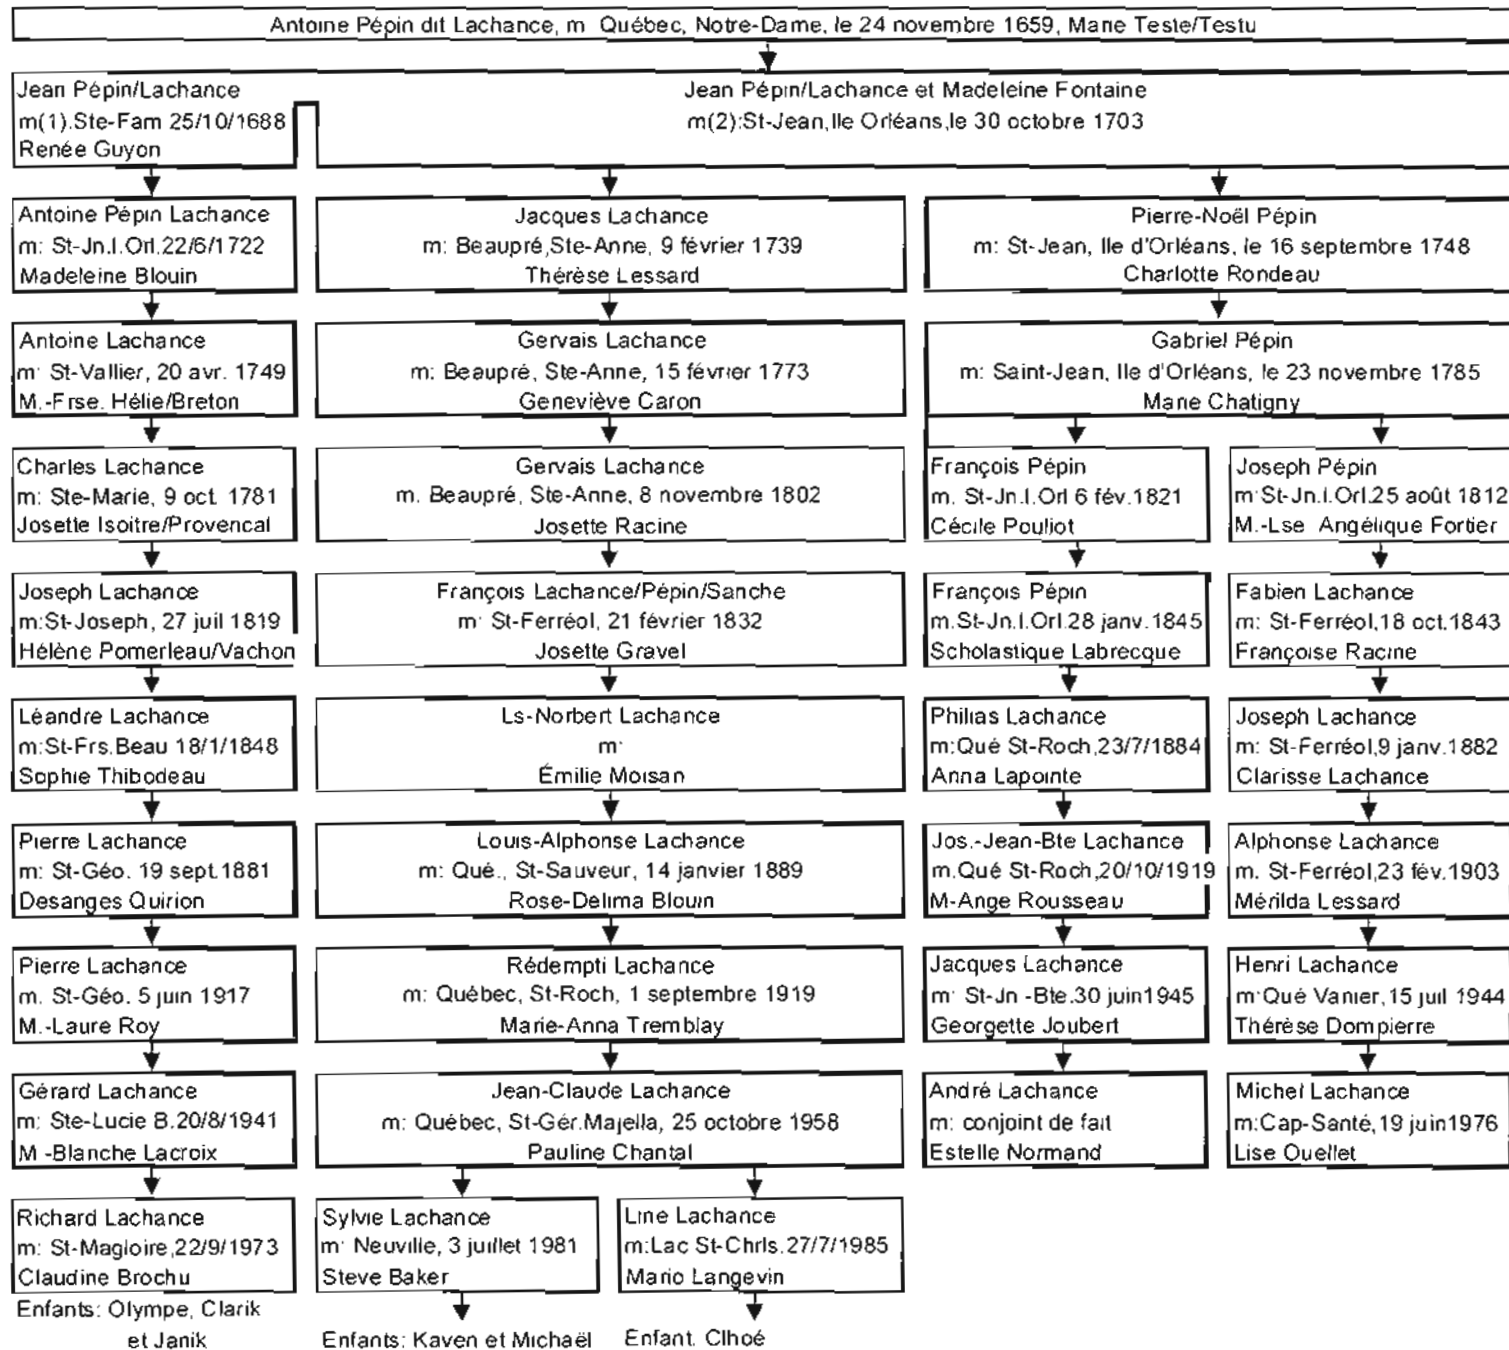 Antoine Pépin dit Lachance, m Québec, Notre-Dame, le 24 novembre 1659, Marie Teste/Testu
Jean Pépin/Lachance
m(1).Ste-Fam 25/10/1688
Renée Guyon
Jean Pépin/Lachance et Madeleine Fontaine
m(2):St-Jean,Ile Orléans,le 30 octobre 1703
Antoine Pépin Lachance
m: St-Jn.I.Orl.22/6/1722
Madeleine Blouin
Jacques Lachance
m: Beaupré,Ste-Anne, 9 février 1739
Thérèse Lessard
Pierre-Noël Pépin
m: St-Jean, Ile d'Orléans, le 16 septembre 1748
Charlotte Rondeau
Antoine Lachance
m: St-Vallier, 20 avr. 1749
M.-Frse. Hélie/Breton
Gervais Lachance
m: Beaupré, Ste-Anne, 15 février 1773
Geneviève Caron
Gabriel Pépin
m: Saint-Jean, Ile d'Orléans, le 23 novembre 1785
Marie Chatigny
Charles Lachance
m: Ste-Marie, 9 oct. 1781
Josette Isoitre/Provencal
Gervais Lachance
m. Beaupré, Ste-Anne, 8 novembre 1802
Josette Racine
François Pépin
m. St-Jn.I.Orl 6 fév.1821
Cécile Pouliot
Joseph Pépin
m:St-Jn.I.Orl.25 août 1812
M.-Lse Angélique Fortier
Joseph Lachance
m:St-Joseph, 27 juil 1819
Hélène Pomerleau/Vachon
François Lachance/Pépin/Sanche
m: St-Ferréol, 21 février 1832
Josette Gravel
François Pépin
m.St-Jn.I.Orl.28 janv.1845
Scholastique Labrecque
Fabien Lachance
m: St-Ferréol,18 oct.1843
Françoise Racine
Léandre Lachance
m:St-Frs.Beau 18/1/1848
Sophie Thibodeau
Ls-Norbert Lachance
m:
Émilie Moisan
Philias Lachance
m:Qué St-Roch,23/7/1884
Anna Lapointe
Joseph Lachance
m: St-Ferréol,9 janv.1882
Clarisse Lachance
Pierre Lachance
m: St-Géo. 19 sept.1881
Desanges Quirion
Louis-Alphonse Lachance
m: Qué., St-Sauveur, 14 janvier 1889
Rose-Delima Blouin
Jos.-Jean-Bte Lachance
m.Qué St-Roch,20/10/1919
M-Ange Rousseau
Alphonse Lachance
m. St-Ferréol,23 fév.1903
Mérilda Lessard
Pierre Lachance
m. St-Géo. 5 juin 1917
M.-Laure Roy
Rédempti Lachance
m: Québec, St-Roch, 1 septembre 1919
Marie-Anna Tremblay
Jacques Lachance
m: St-Jn -Bte.30 juin1945
Georgette Joubert
Henri Lachance
m:Qué Vanier,15 juil 1944
Thérèse Dompierre
Gérard Lachance
m: Ste-Lucie B.20/8/1941
M -Blanche Lacroix
Jean-Claude Lachance
m: Québec, St-Gér.Majella, 25 octobre 1958
Pauline Chantal
André Lachance
m: conjoint de fait
Estelle Normand
Michel Lachance
m:Cap-Santé,19 juin1976
Lise Ouellet
Richard Lachance
m: St-Magloire,22/9/1973
Claudine Brochu
Sylvie Lachance
m: Neuville, 3 juillet 1981
Steve Baker
Line Lachance
m:Lac St-Chrls.27/7/1985
Mario Langevin
Enfants: Olympe, Clarik
et Janik
Enfants: Kaven et Michaël
Enfant. Clhoé